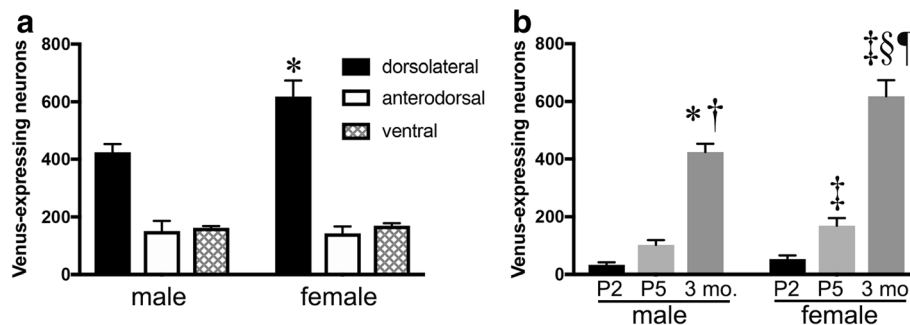 a
Venus-expressing neurons
800
600
400
200
0
*
dorsolateral
anterodorsal
ventral
male
female
b
Venus-expressing neurons
800
600
400
200
0
*†
‡
‡§¶
P2 P5 3 mo.
P2 P5 3 mo
male
female